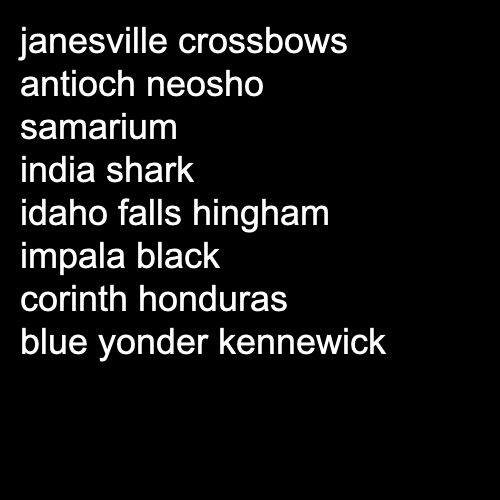 janesville crossbows
antioch neosho
samarium
india shark
idaho falls hingham
impala black
corinth honduras
blue yonder kennewick